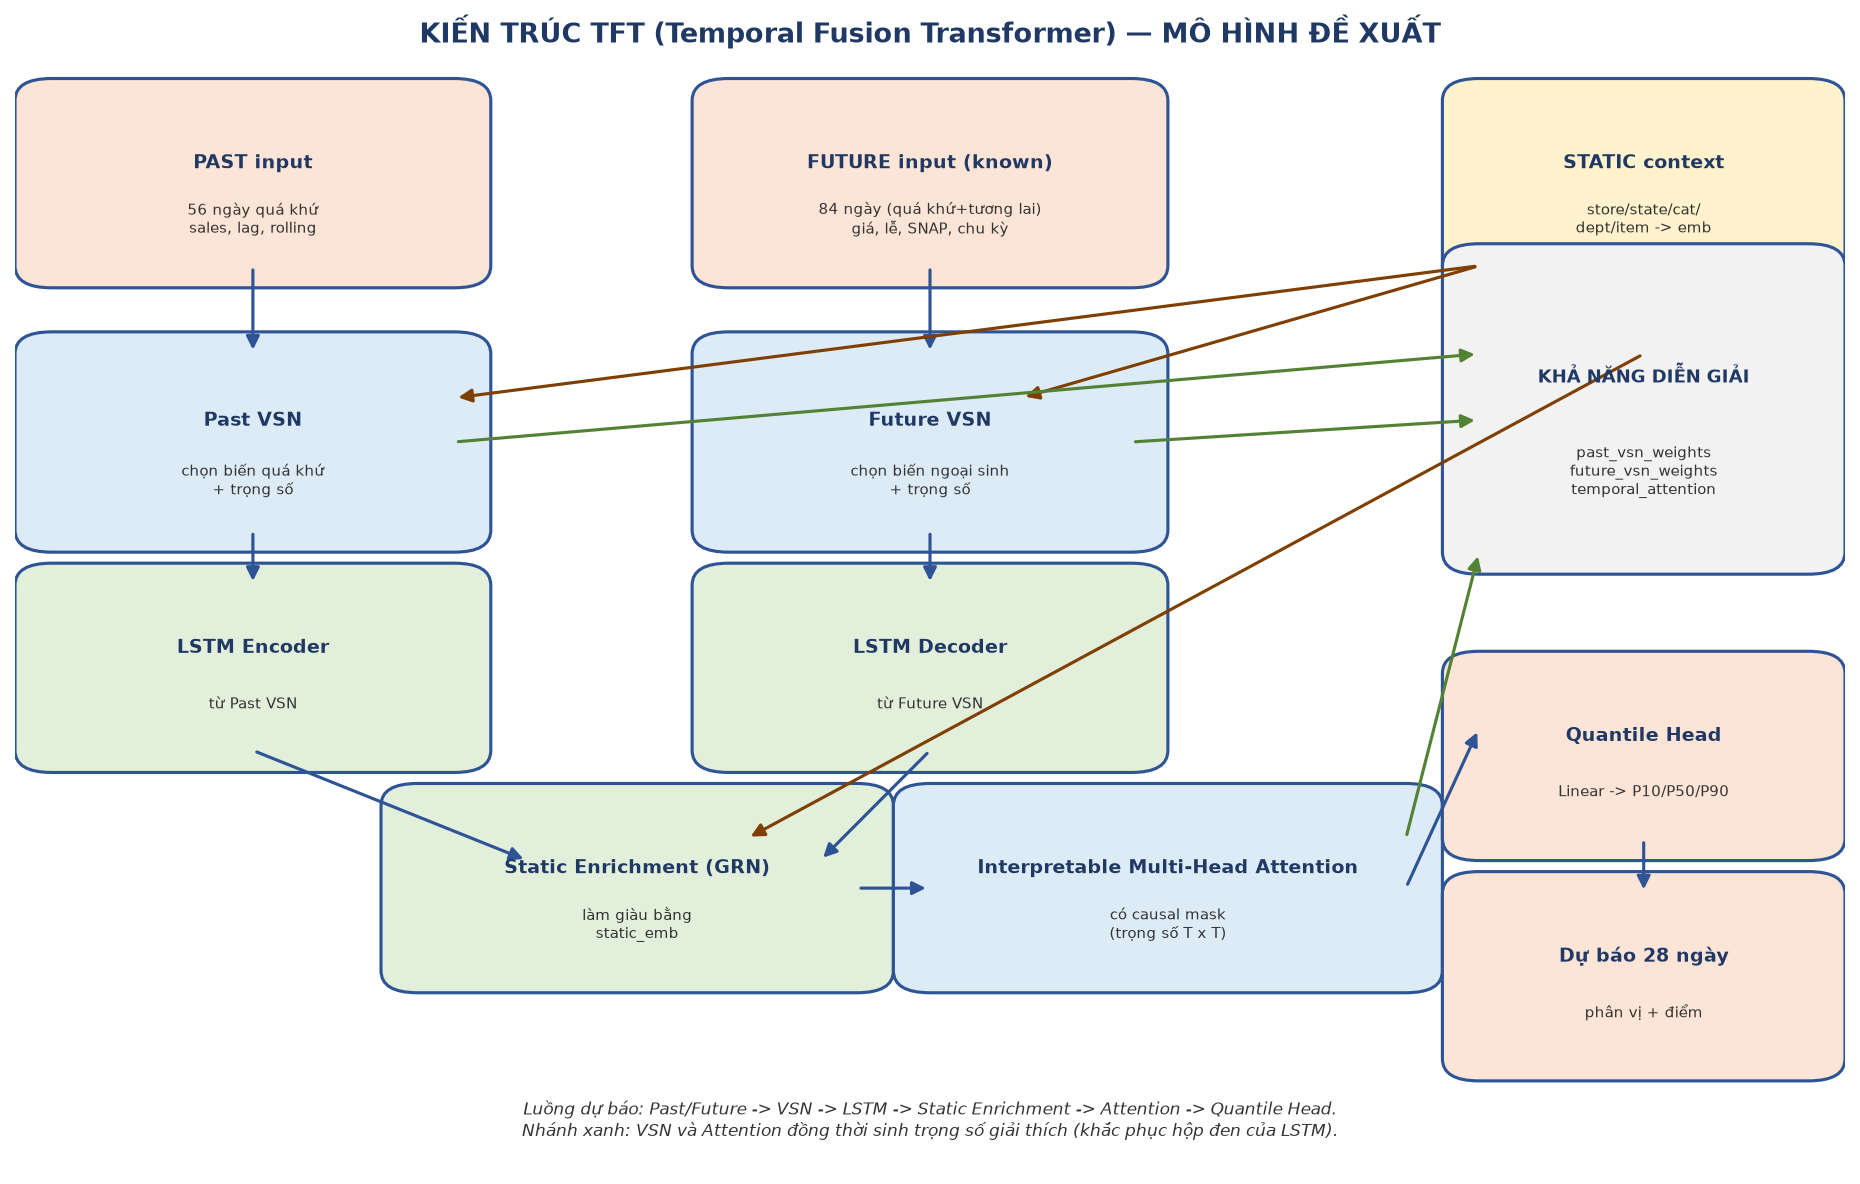 KIẾN TRÚC TFT (Temporal Fusion Transformer) — MÔ HÌNH ĐỀ XUẤT
PAST input
56 ngày quá khứ
sales, lag, rolling
FUTURE input (known)
84 ngày (quá khứ+tương lai)
giá, lễ, SNAP, chu kỳ
STATIC context
store/state/cat/
dept/item -> emb
Past VSN
chọn biến quá khứ
+ trọng số
Future VSN
chọn biến ngoại sinh
+ trọng số
KHẢ NĂNG DIỄN GIẢI
past_vsn_weights
future_vsn_weights
temporal_attention
LSTM Encoder
từ Past VSN
LSTM Decoder
từ Future VSN
Quantile Head
Linear -> P10/P50/P90
Static Enrichment (GRN)
làm giàu bằng
static_emb
Interpretable Multi-Head Attention
có causal mask
(trọng số T x T)
Dự báo 28 ngày
phân vị + điểm
Luồng dự báo: Past/Future -> VSN -> LSTM -> Static Enrichment -> Attention -> Quantile Head.
Nhánh xanh: VSN và Attention đồng thời sinh trọng số giải thích (khắc phục hộp đen của LSTM).